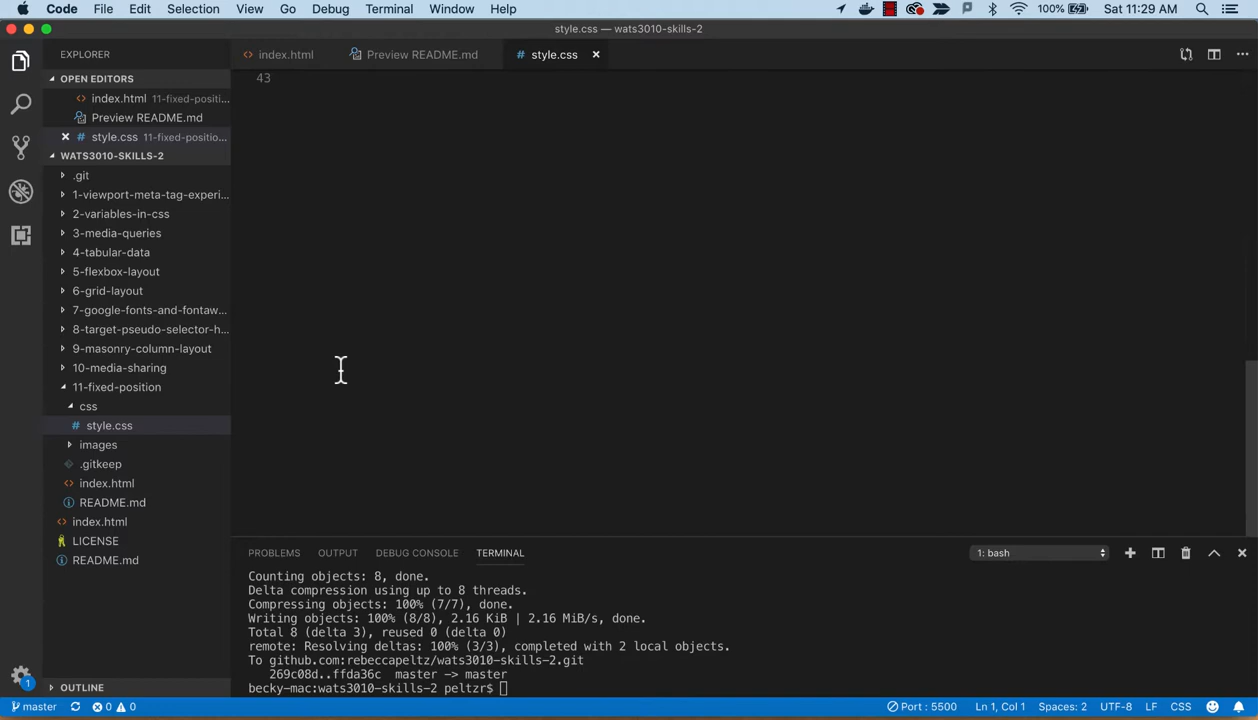 Code File Edit Selection View Go Debug Terminal Window Help 100% Sat 11:29 AM
style.css — wats3010-skills-2
EXPLORER
index.html
Preview README.md
# style.css
OPEN EDITORS
index.html 11-fixed-positi...
Preview README.md
# style.css 11-fixed-positio...
WATS3010-SKILLS-2
.git
1-viewport-meta-tag-experi...
2-variables-in-css
3-media-queries
4-tabular-data
5-flexbox-layout
6-grid-layout
7-google-fonts-and-fontaw...
8-target-pseudo-selector-h...
9-masonry-column-layout
10-media-sharing
11-fixed-position
css
# style.css
images
.gitkeep
index.html
README.md
index.html
LICENSE
README.md
OUTLINE
43
PROBLEMS OUTPUT DEBUG CONSOLE TERMINAL 1: bash
Counting objects: 8, done.
Delta compression using up to 8 threads.
Compressing objects: 100% (7/7), done.
Writing objects: 100% (8/8), 2.16 KiB | 2.16 MiB/s, done.
Total 8 (delta 3), reused 0 (delta 0)
remote: Resolving deltas: 100% (3/3), completed with 2 local objects.
To github.com:rebeccapeltz/wats3010-skills-2.git
269c08d..ffda36c master -> master
becky-mac:wats3010-skills-2 peltzr$
1
master 0 0 Port : 5500 Ln 1, Col 1 Spaces: 2 UTF-8 LF CSS